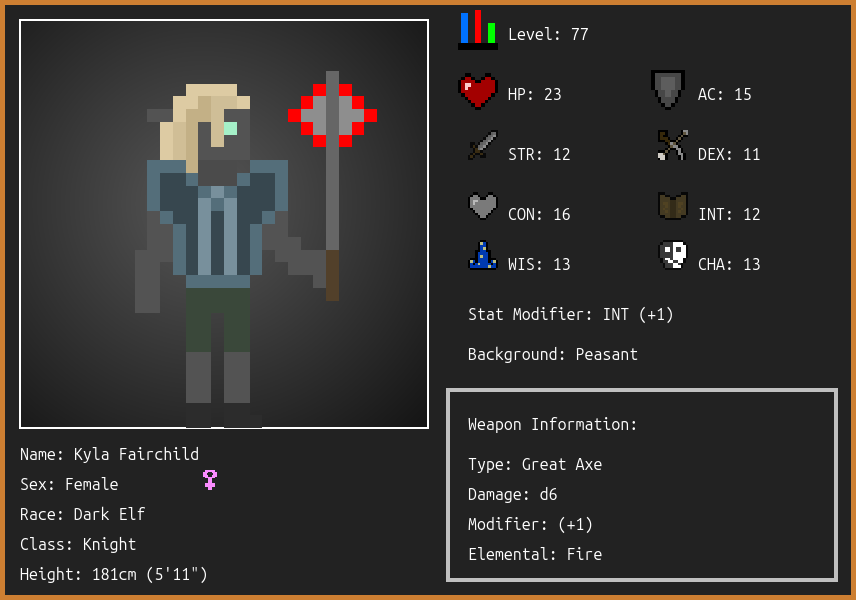 Level: 77
HP: 23
AC: 15
STR: 12
DEX: 11
CON: 16
INT: 12
WIS: 13
CHA: 13
Stat Modifier: INT (+1)
Background: Peasant
Weapon Information:
Type: Great Axe
Damage: d6
Modifier: (+1)
Elemental: Fire
Name: Kyla Fairchild
Sex: Female
Race: Dark Elf
Class: Knight
Height: 181cm (5'11")